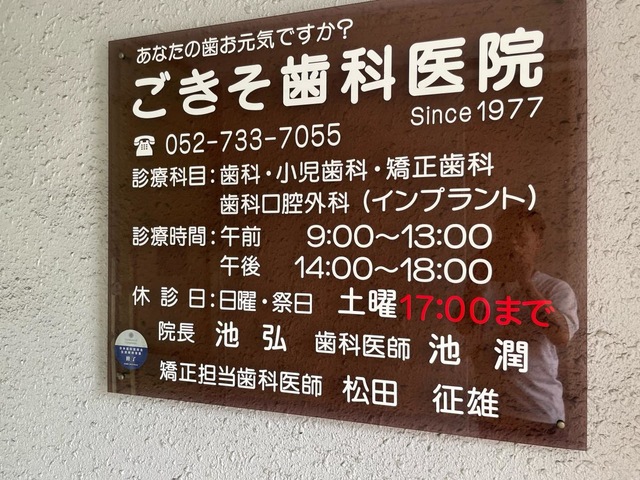 あなたの歯お元気ですか?
ごきそ歯科医院
Since1977
☎ 052-733-7055
診療科目:歯科・小児歯科・矯正歯科
歯科口腔外科(インプラント)
診療時間:午前 9:00〜13:00
午後 14:00〜18:00
休診日:日曜・祭日 土曜17:00まで
院長 池 弘 歯科医師 池 潤
矯正担当歯科医師 松田 征雄
修了